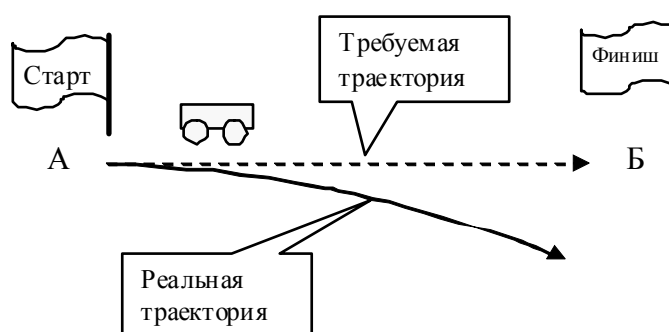 Старт
Требуемая
траектория
Финиш
А
Б
Реальная
траектория